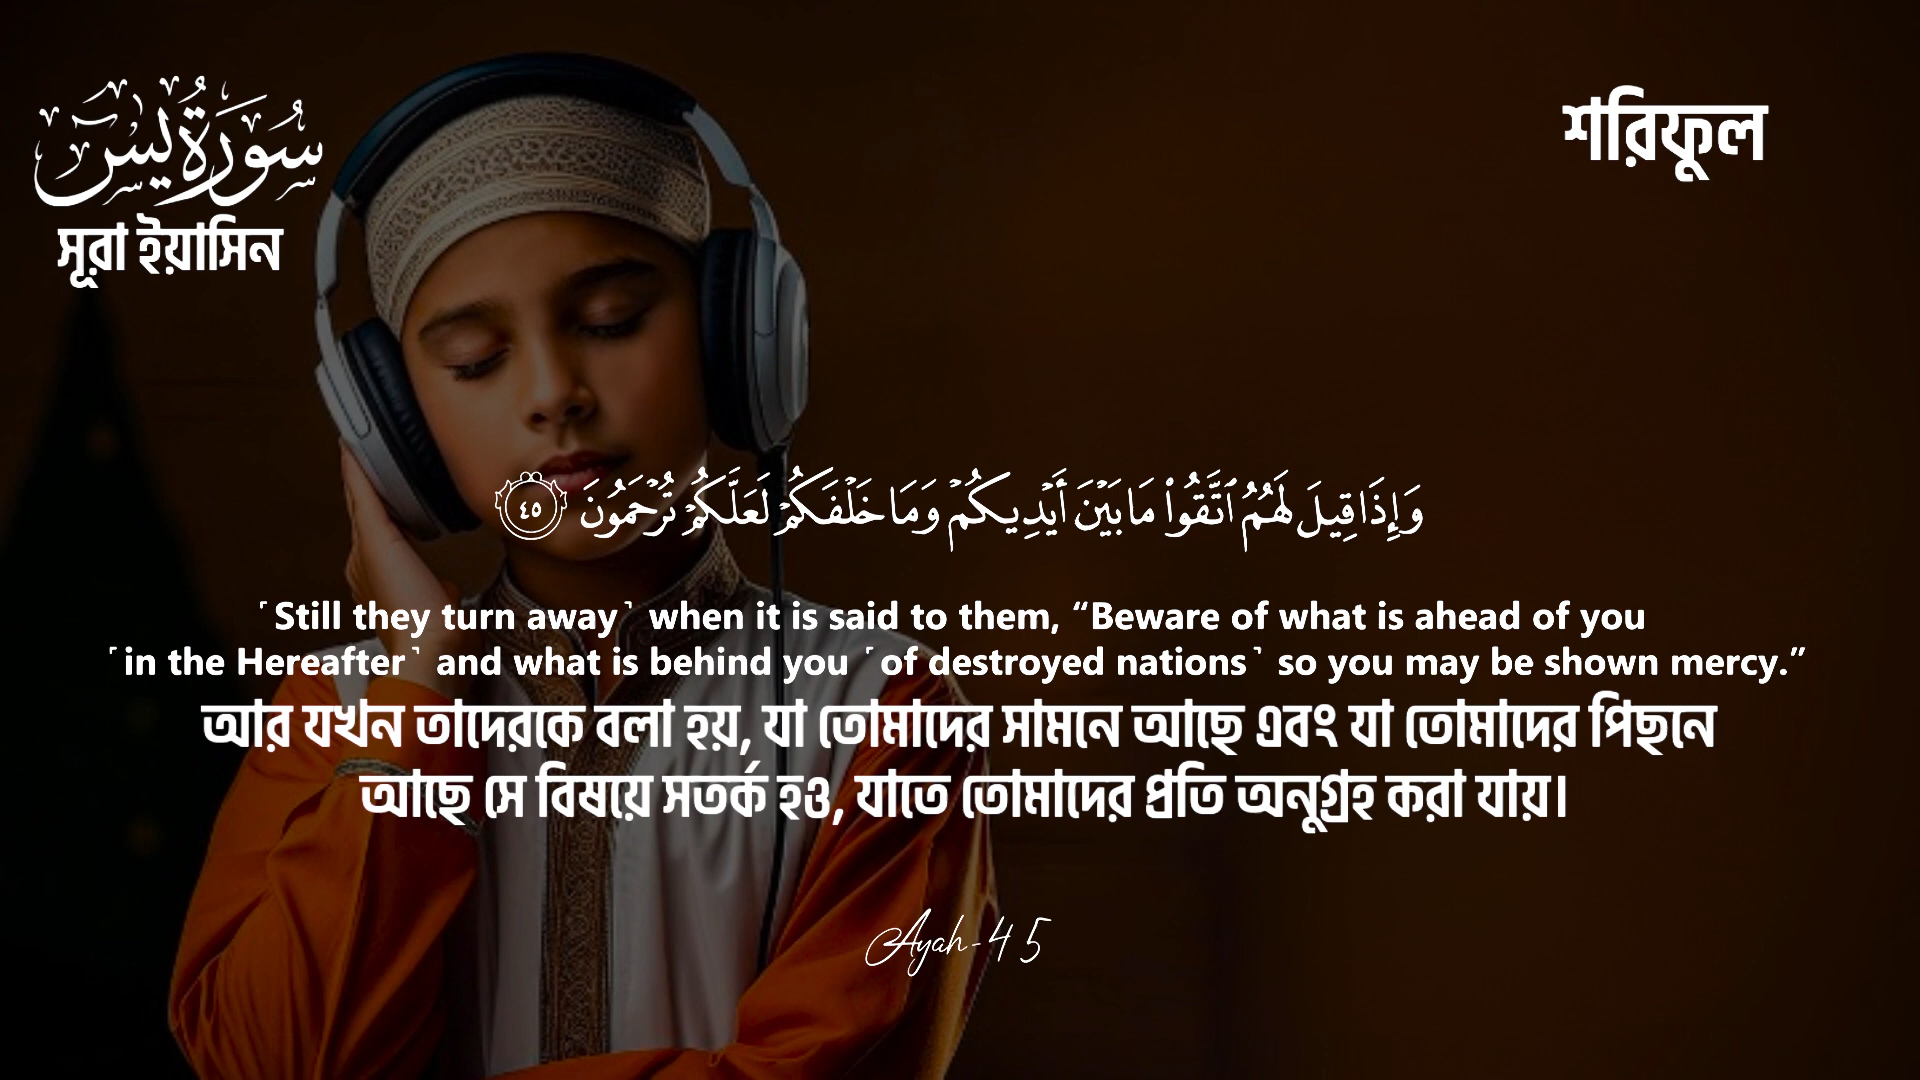 سُورَةُ يس
সূরা ইয়াসিন
শরিফুল
وَإِذَا قِيلَ لَهُمُ ٱتَّقُوا۟ مَا بَيْنَ أَيْدِيكُمْ وَمَا خَلْفَكُمْ لَعَلَّكُمْ تُرْحَمُونَ ٤٥
˹Still they turn away˺ when it is said to them, “Beware of what is ahead of you
˹in the Hereafter˺ and what is behind you ˹of destroyed nations˺ so you may be shown mercy.”
আর যখন তাদেরকে বলা হয়, যা তোমাদের সামনে আছে এবং যা তোমাদের পিছনে
আছে সে বিষয়ে সতর্ক হও, যাতে তোমাদের প্রতি অনুগ্রহ করা যায়।
Ayah-45